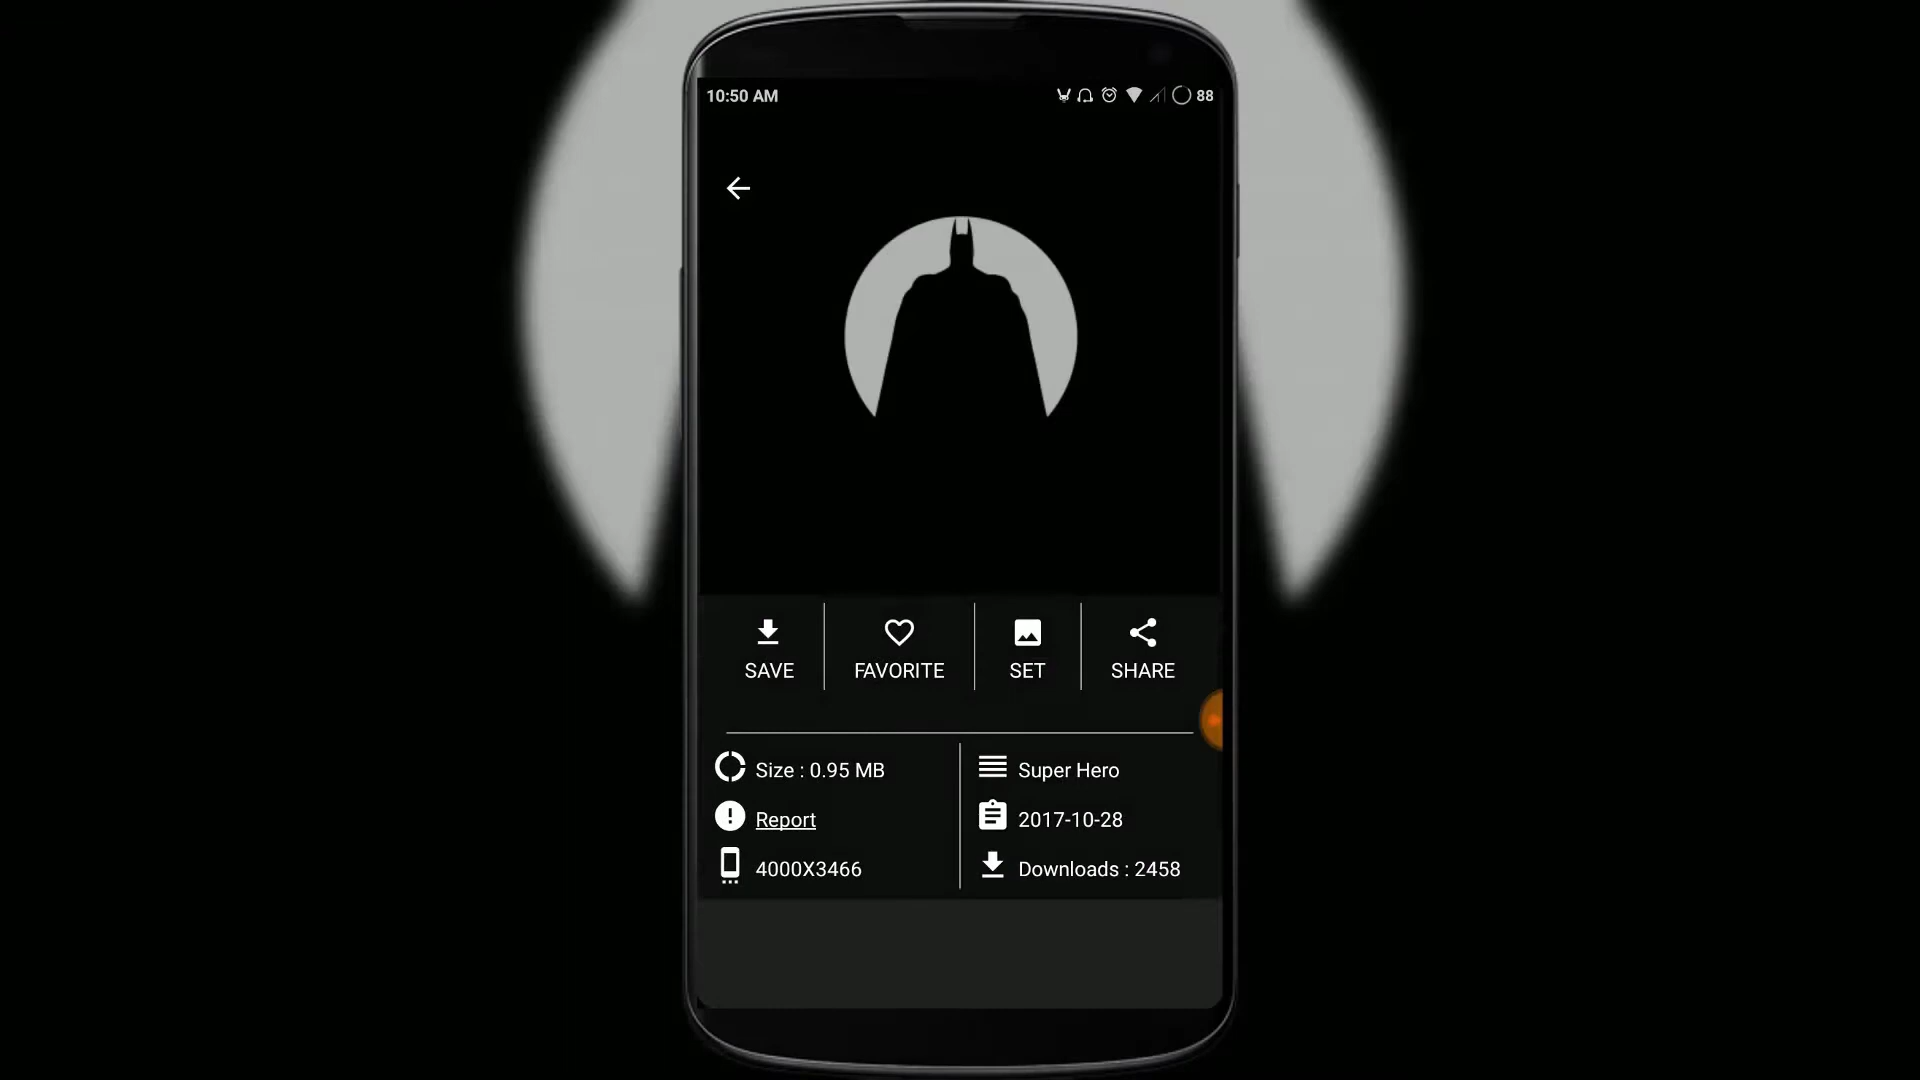 10:50 AM 88
SAVE FAVORITE SET SHARE
Size : 0.95 MB Super Hero
Report 2017-10-28
4000X3466 Downloads : 2458